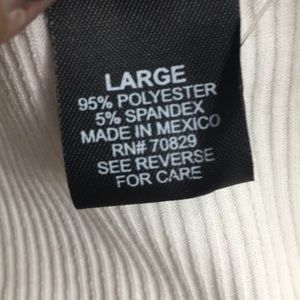 LARGE
95% POLYESTER
5% SPANDEX
MADE IN MEXICO
RN# 70829
SEE REVERSE
FOR CARE